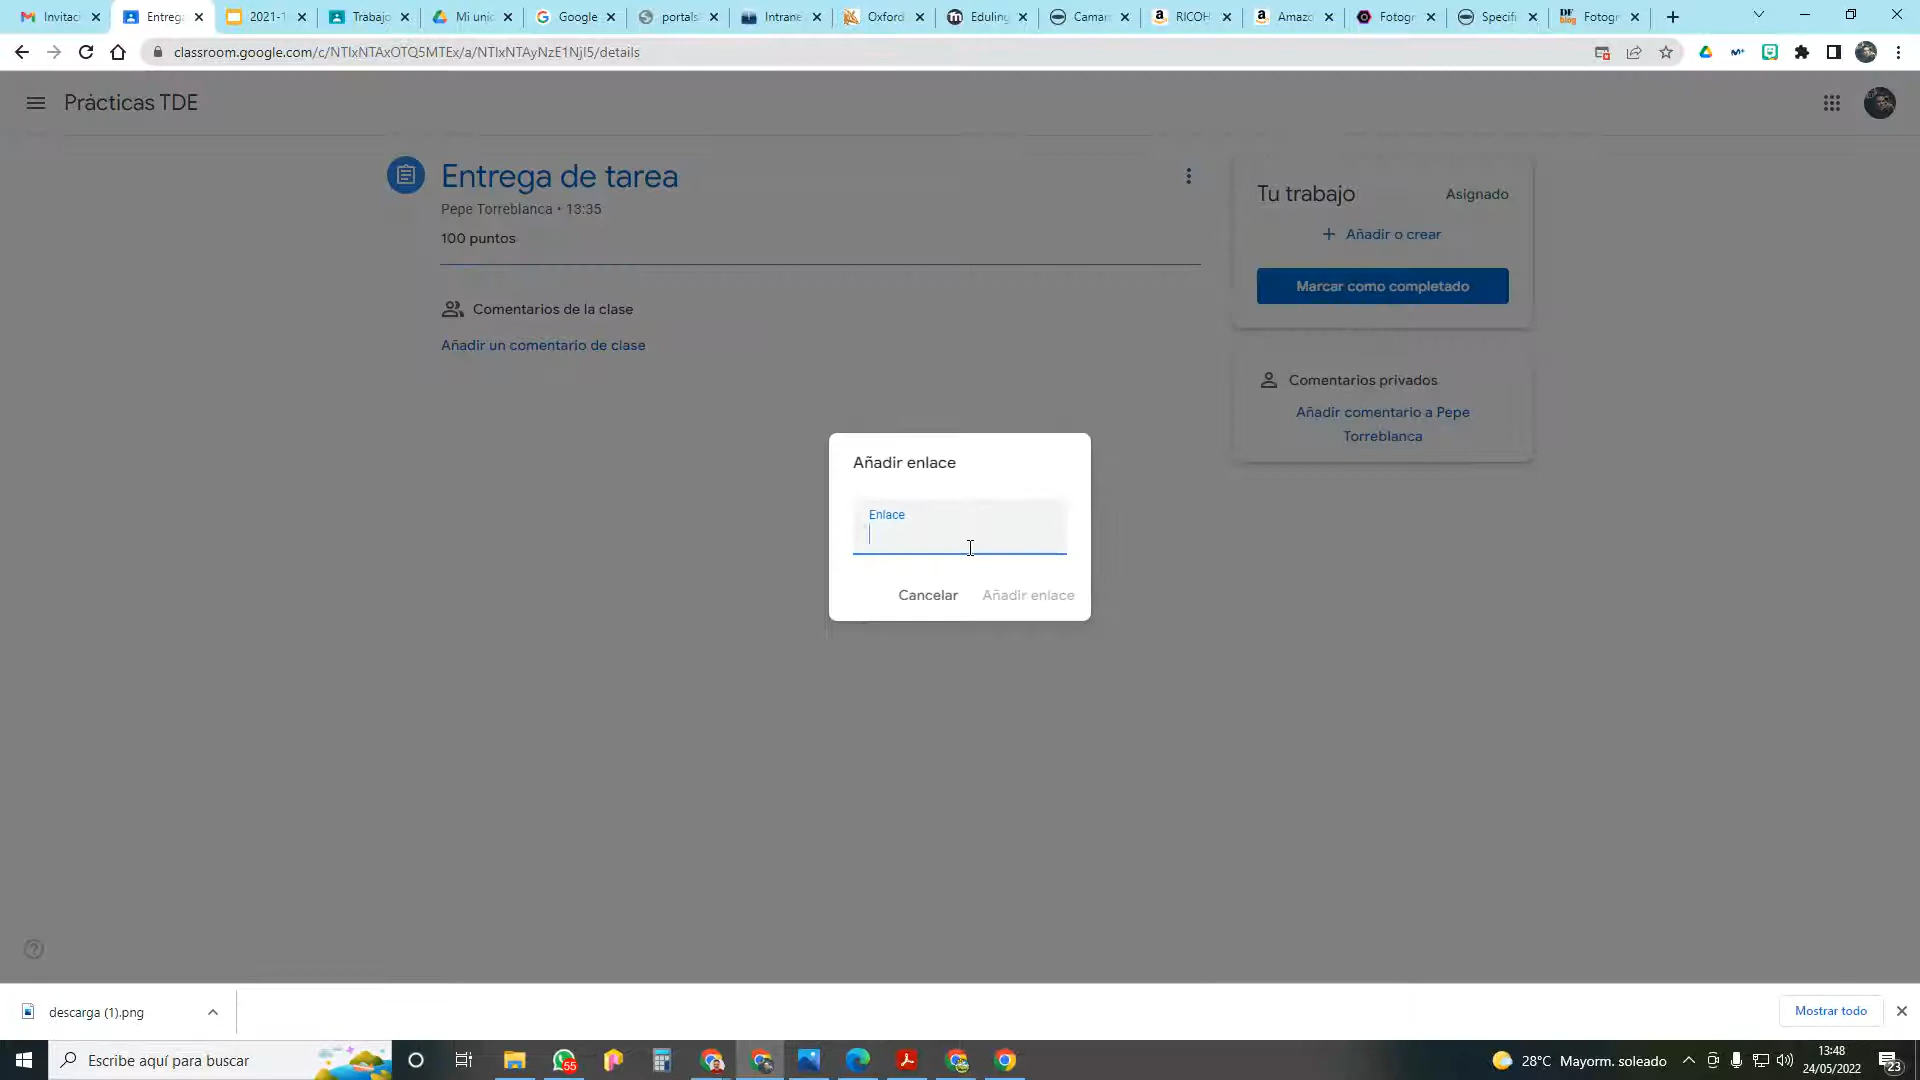 Invitaci
Entreg
2021-1
Trabajo
Mi unic
Google
portals
Intrane
Oxford
Eduling
Camar
RICOH
Amazo
Fotogr
Specifi
DF blog
Fotogr
classroom.google.com/c/NTIxNTAxOTQ5MTEx/a/NTIxNTAyNzE1NjI5/details
Prácticas TDE
Entrega de tarea
Pepe Torreblanca • 13:35
100 puntos
Comentarios de la clase
Añadir un comentario de clase
Tu trabajo
Asignado
+ Añadir o crear
Marcar como completado
Comentarios privados
Añadir comentario a Pepe
Torreblanca
Añadir enlace
Enlace
Cancelar
Añadir enlace
descarga (1).png
Mostrar todo
Escribe aquí para buscar
55
28°C Mayorm. soleado
13:48
24/05/2022
23